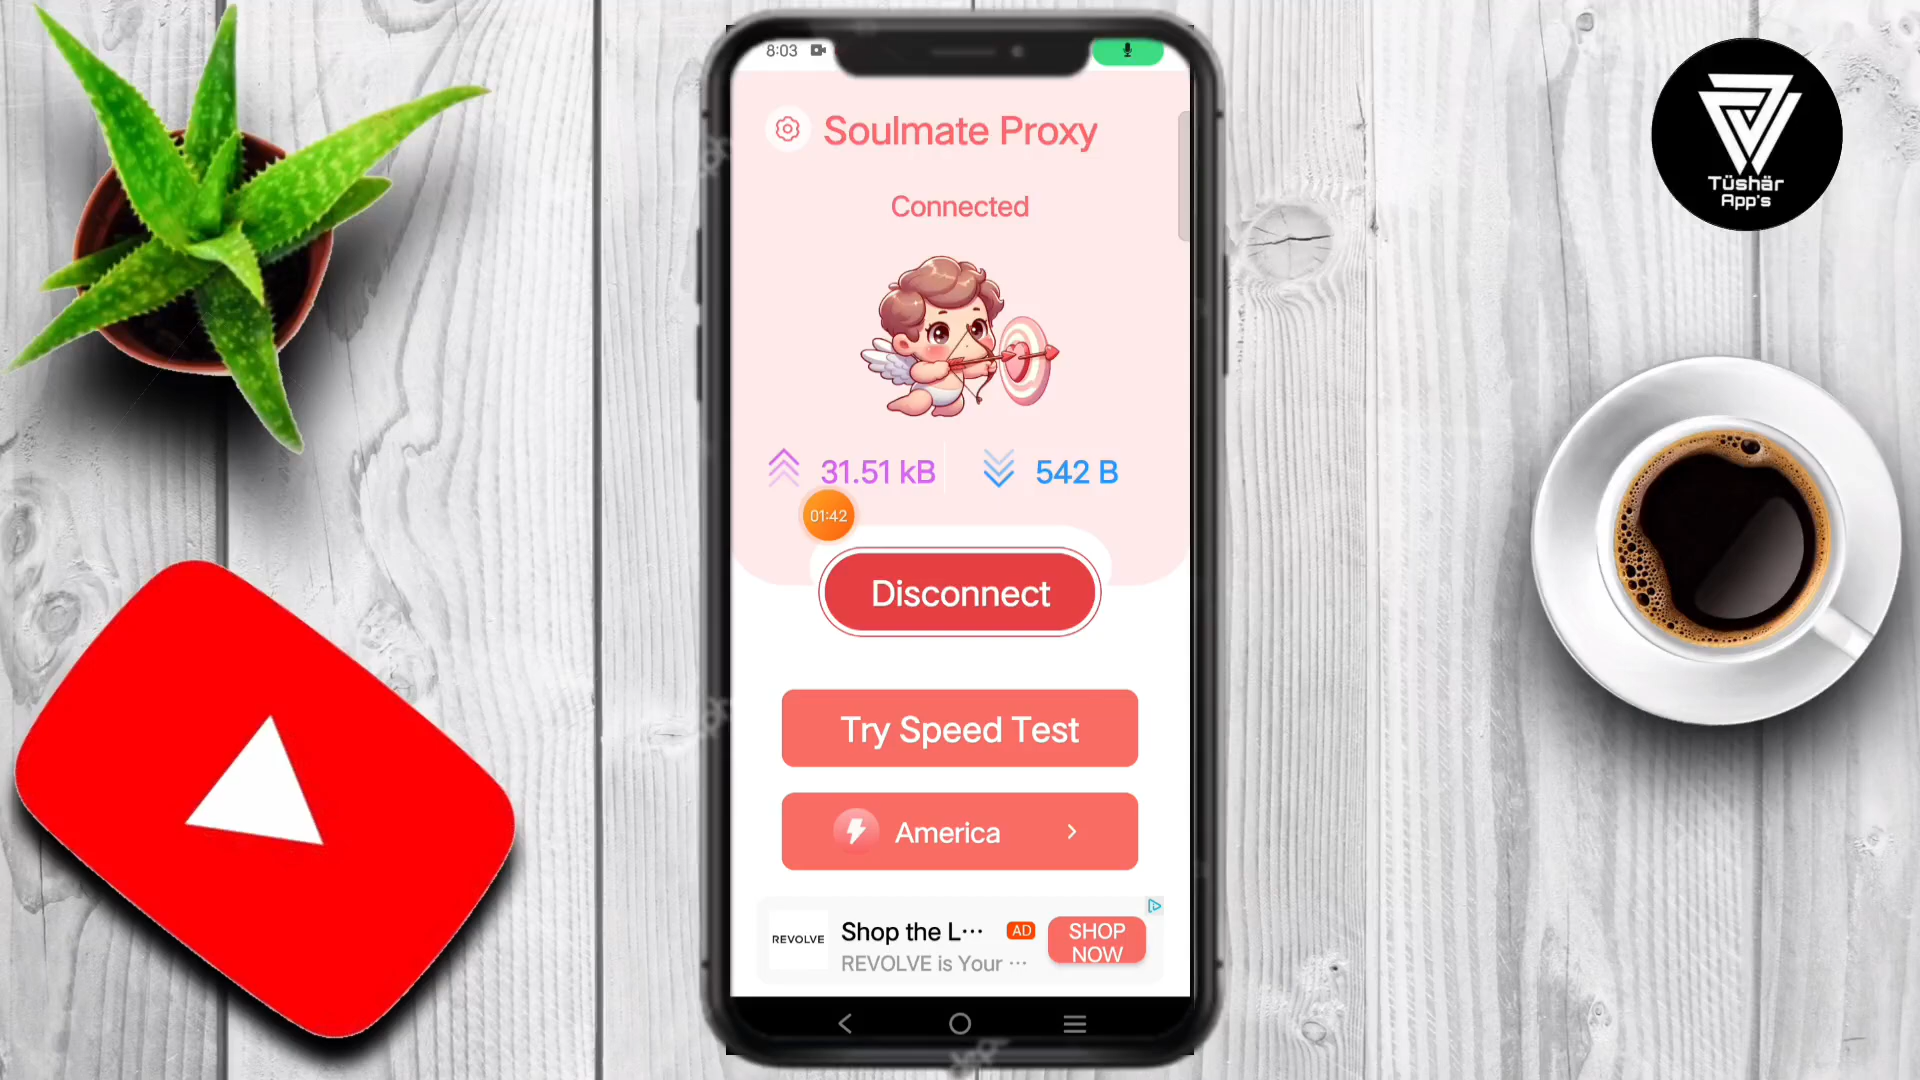 8:03
Soulmate Proxy
Connected
31.51 kB
542 B
01:42
Disconnect
Try Speed Test
America
REVOLVE
Shop the L···
AD
REVOLVE is Your ···
SHOP
NOW
Tüshär
App's